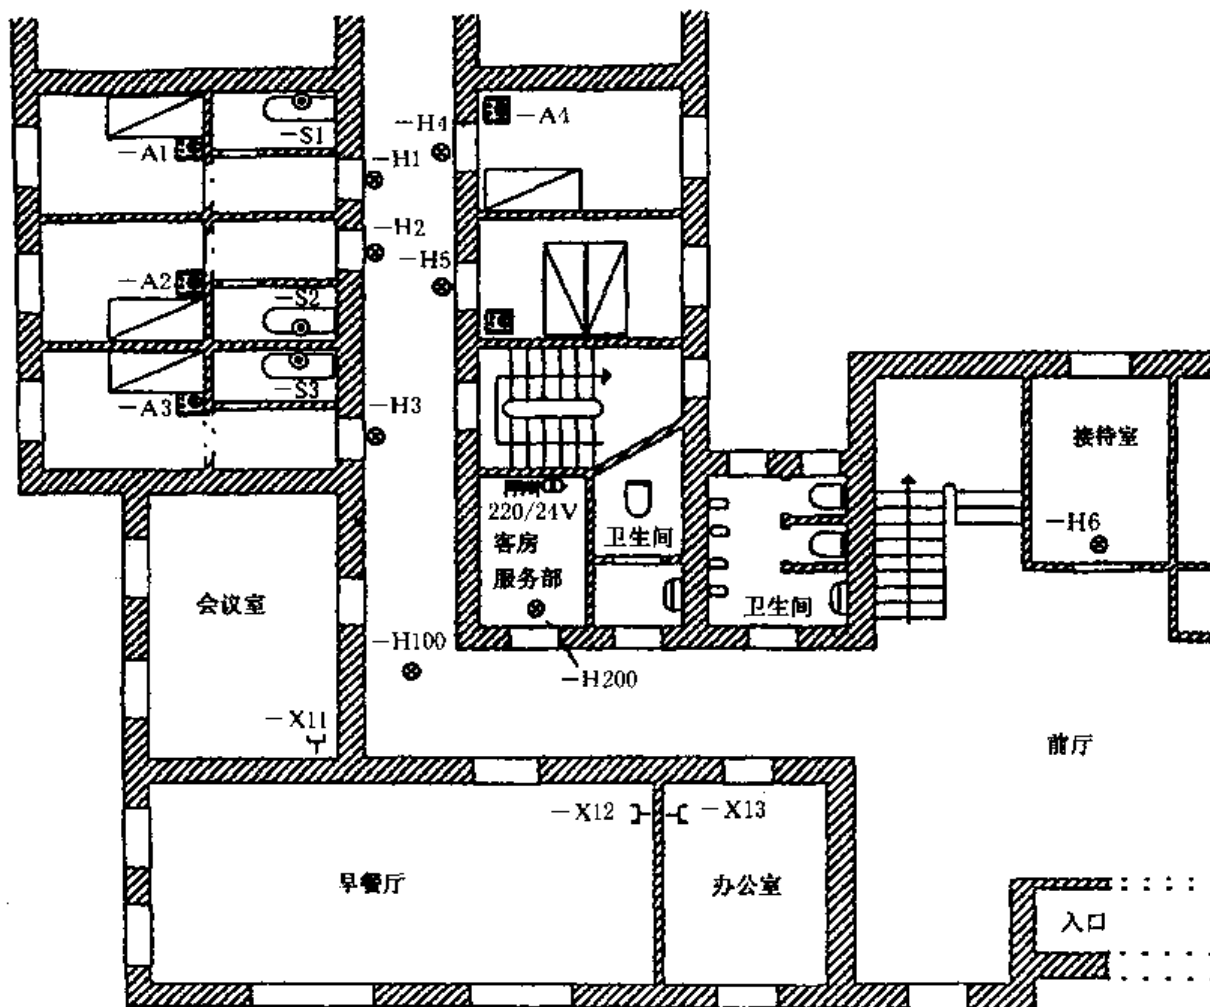 -H4
-A4
-S1
-A1
-H1
-H2
-H5
-A2
-S2
-S3
-A3
-H3
接待室
220/24V
-H6
客房
服务部
卫生间
会议室
卫生间
-H100
-H200
-X11
前厅
-X12
-X13
早餐厅
办公室
入口